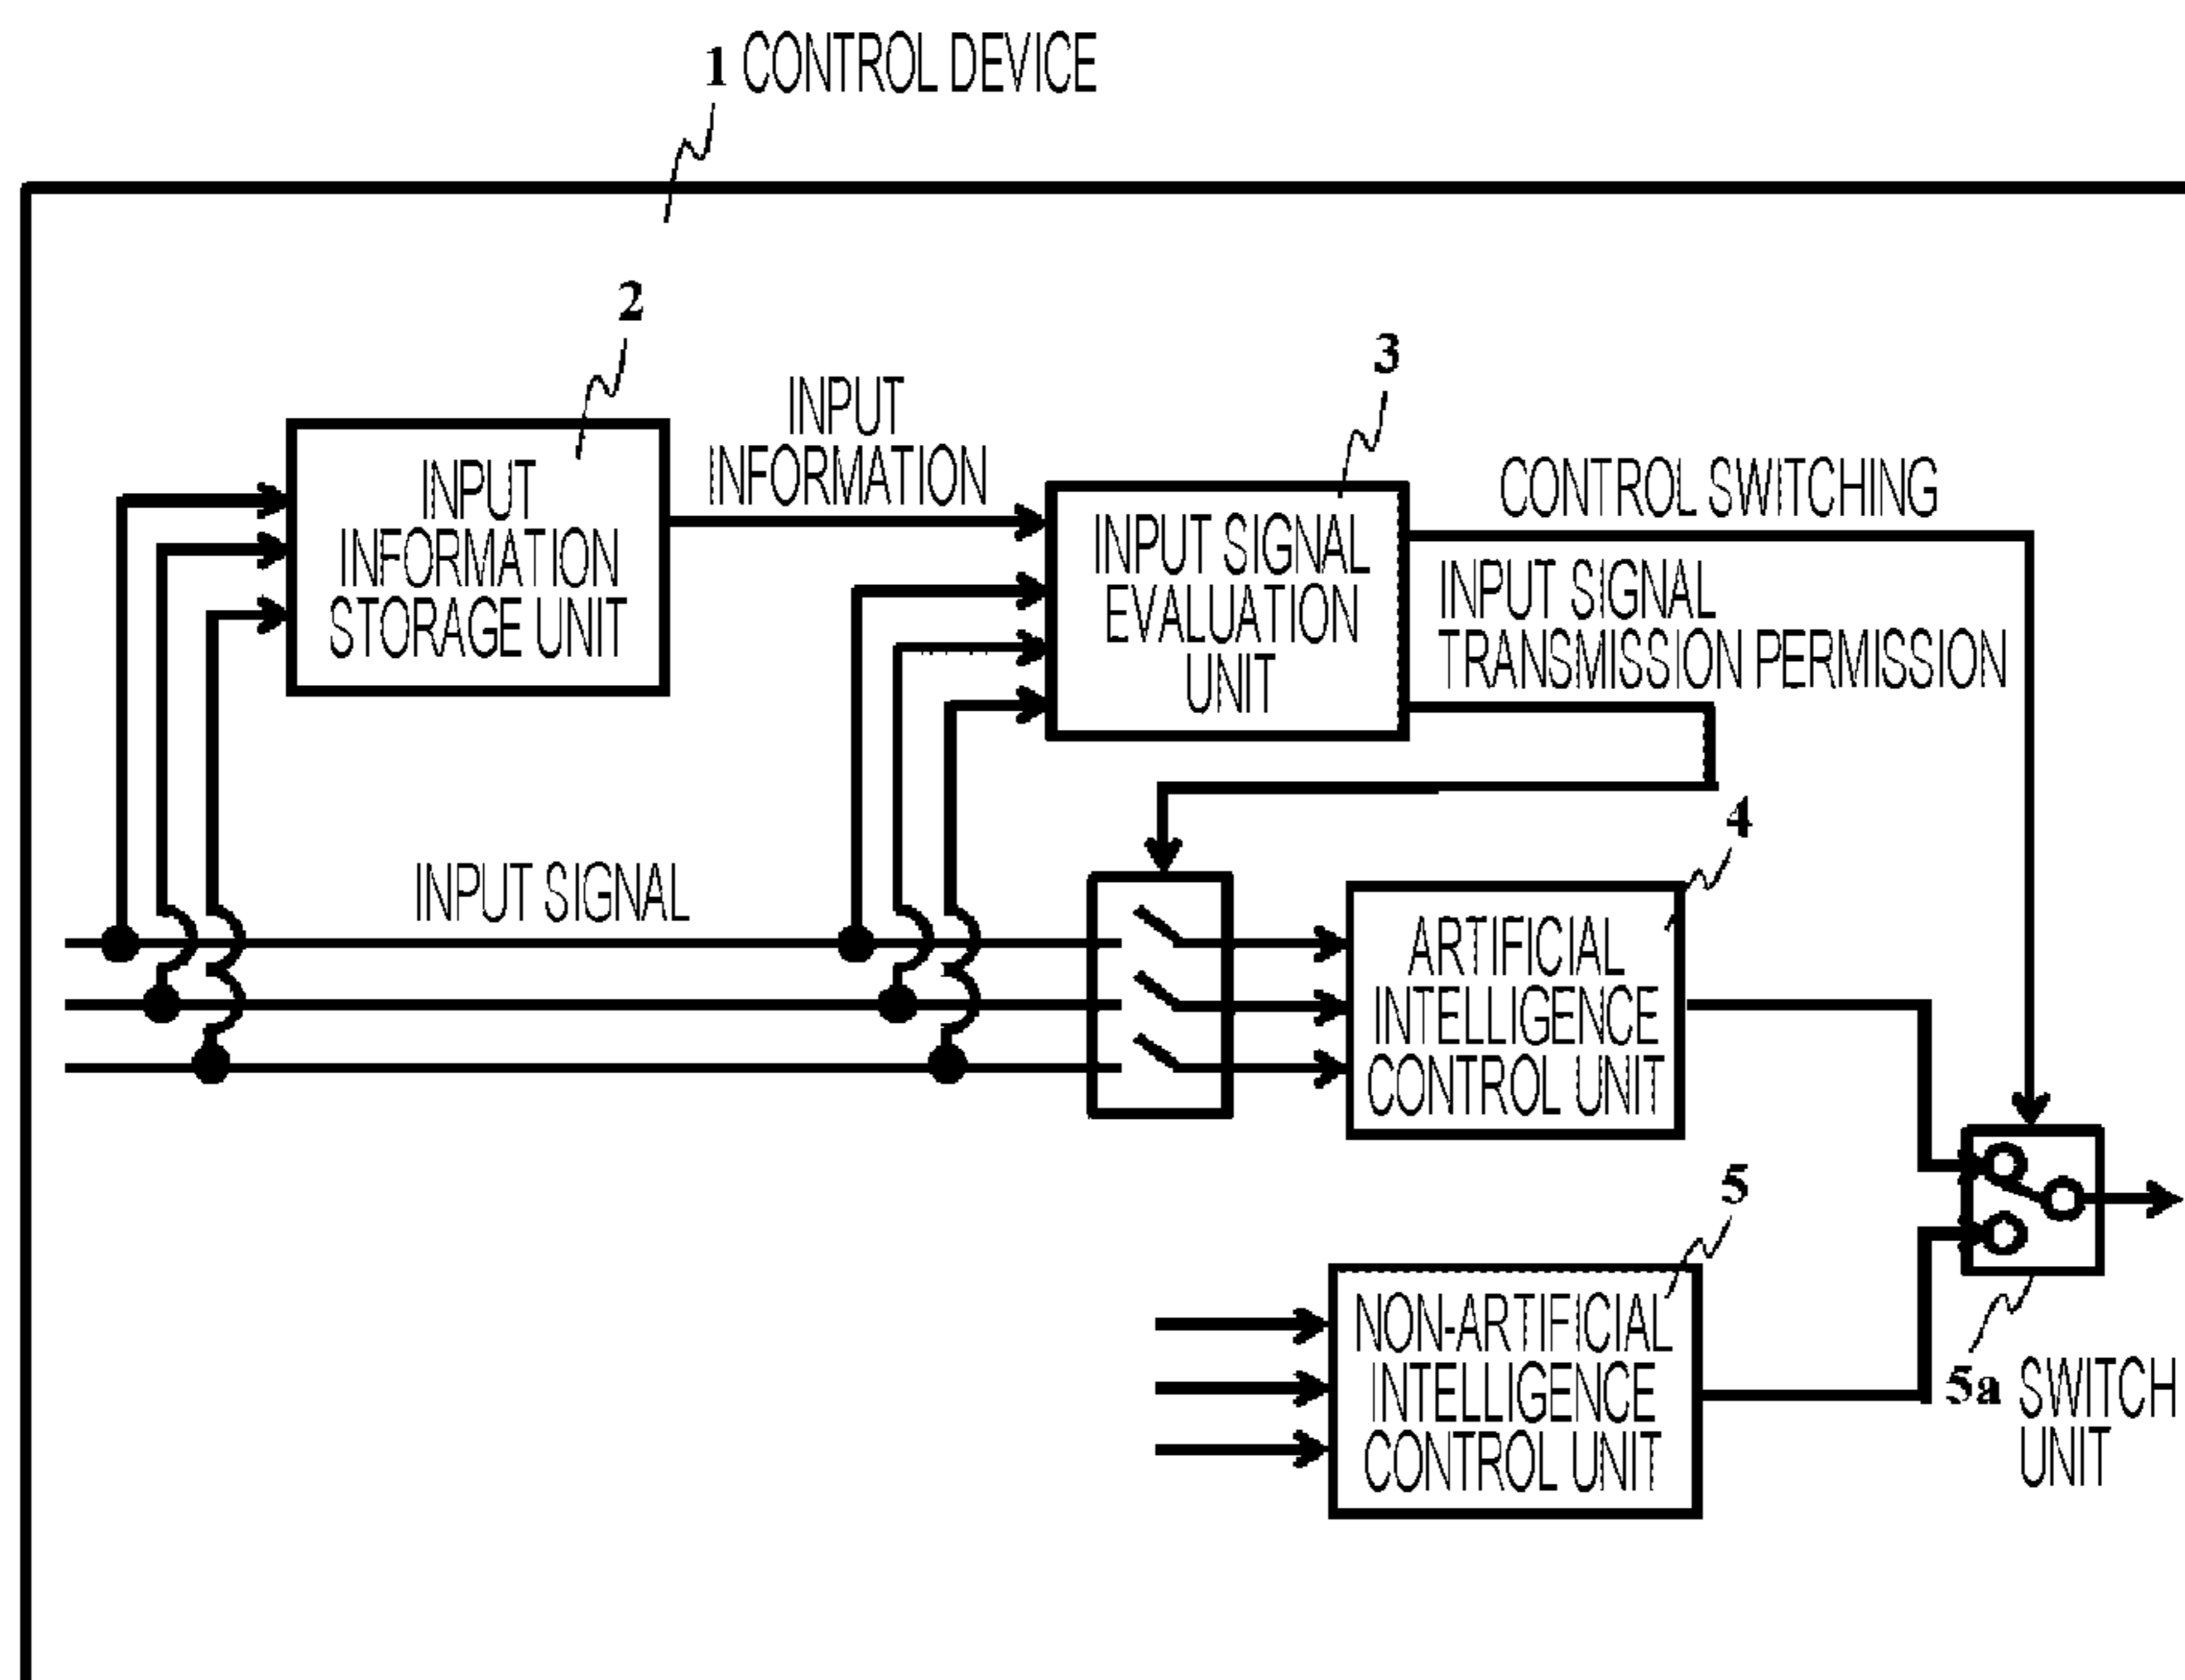 1 CONTROL DEVICE
2
3
INPUT
INFORMATION
INPUT
INFORMATION
STORAGE UNIT
INPUT SIGNAL
EVALUATION
UNIT
CONTROL SWITCHING
INPUT SIGNAL
TRANSMISSION PERMISSION
4
INPUT SIGNAL
ARTIFICIAL
INTELLIGENCE
CONTROL UNIT
5
NON-ARTIFICIAL
INTELLIGENCE
CONTROL UNIT
5a SWITCH
UNIT